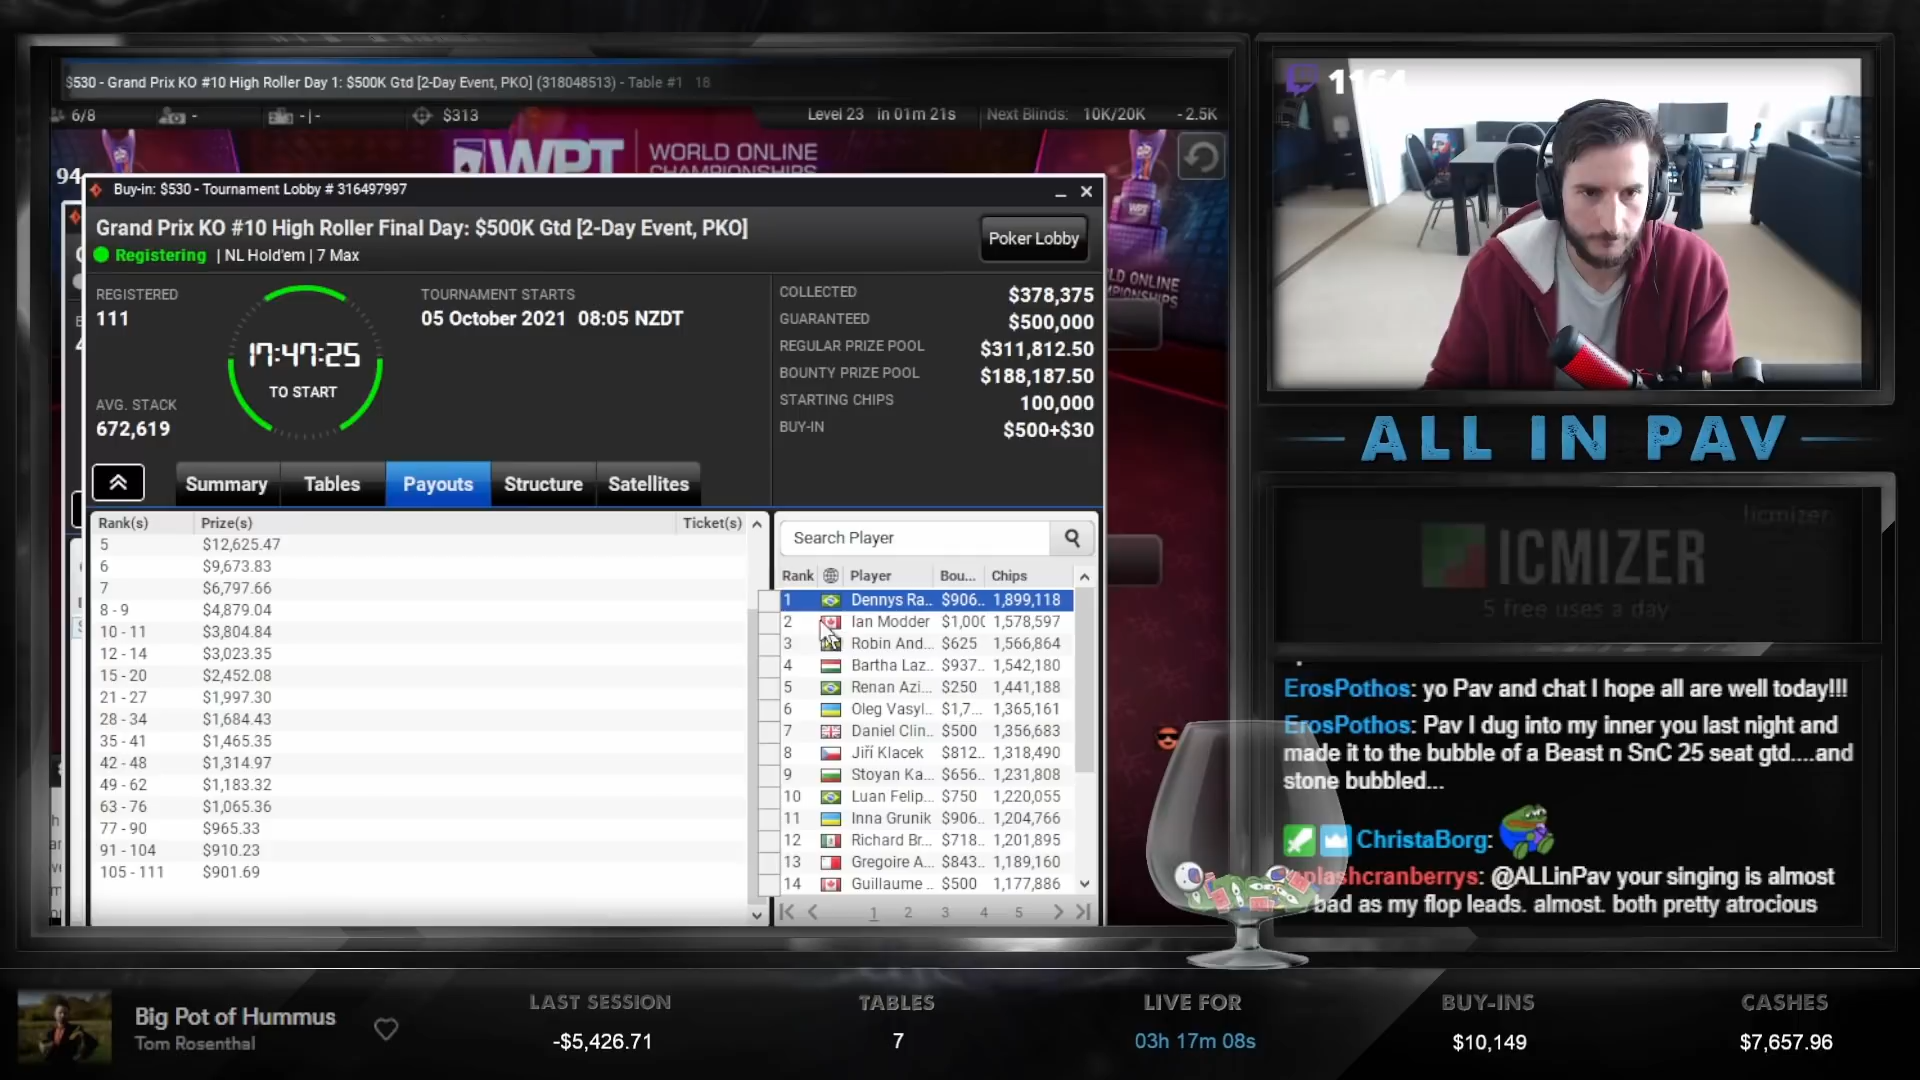 $530 - Grand Prix KO #10 High Roller Day 1: $500K Gtd [2-Day Event, PKO] (318048513) - Table #1 18
6/8 - - | - $313 Level 23 in 01m 21s Next Blinds: 10K/20K - 2.5K
WPT WORLD ONLINE CHAMPIONSHIPS
94
Buy-in: $530 - Tournament Lobby # 316497997
Grand Prix KO #10 High Roller Final Day: $500K Gtd [2-Day Event, PKO]
Poker Lobby
Registering | NL Hold'em | 7 Max
REGISTERED
111
17:47:25
TO START
AVG. STACK
672,619
TOURNAMENT STARTS
05 October 2021 08:05 NZDT
COLLECTED $378,375
GUARANTEED $500,000
REGULAR PRIZE POOL $311,812.50
BOUNTY PRIZE POOL $188,187.50
STARTING CHIPS 100,000
BUY-IN $500+$30
Summary Tables Payouts Structure Satellites
Rank(s) Prize(s) Ticket(s)
5 $12,625.47
6 $9,673.83
7 $6,797.66
8 - 9 $4,879.04
10 - 11 $3,804.84
12 - 14 $3,023.35
15 - 20 $2,452.08
21 - 27 $1,997.30
28 - 34 $1,684.43
35 - 41 $1,465.35
42 - 48 $1,314.97
49 - 62 $1,183.32
63 - 76 $1,065.36
77 - 90 $965.33
91 - 104 $910.23
105 - 111 $901.69
Search Player
Rank Player Bou... Chips
1 Dennys Ra.. $906.. 1,899,118
2 Ian Modder $1,000 1,578,597
3 Robin And... $625 1,566,864
4 Bartha Laz.. $937.. 1,542,180
5 Renan Azi... $250 1,441,188
6 Oleg Vasyl.. $1,7... 1,365,161
7 Daniel Clin.. $500 1,356,683
8 Jiří Klacek $812.. 1,318,490
9 Stoyan Ka... $656.. 1,231,808
10 Luan Felip... $750 1,220,055
11 Inna Grunik $906.. 1,204,766
12 Richard Br... $718.. 1,201,895
13 Gregoire A... $843.. 1,189,160
14 Guillaume .. $500 1,177,886
1 2 3 4 5
1164
ALL IN PAV
licmizer
ICMIZER
5 free uses a day
ErosPothos: yo Pav and chat I hope all are well today!!!
ErosPothos: Pav I dug into my inner you last night and
made it to the bubble of a Beast n SnC 25 seat gtd....and
stone bubbled...
ChristaBorg:
plashcranberrys: @ALLinPav your singing is almost
bad as my flop leads. almost. both pretty atrocious
Big Pot of Hummus
Tom Rosenthal
LAST SESSION
-$5,426.71
TABLES
7
LIVE FOR
03h 17m 08s
BUY-INS
$10,149
CASHES
$7,657.96